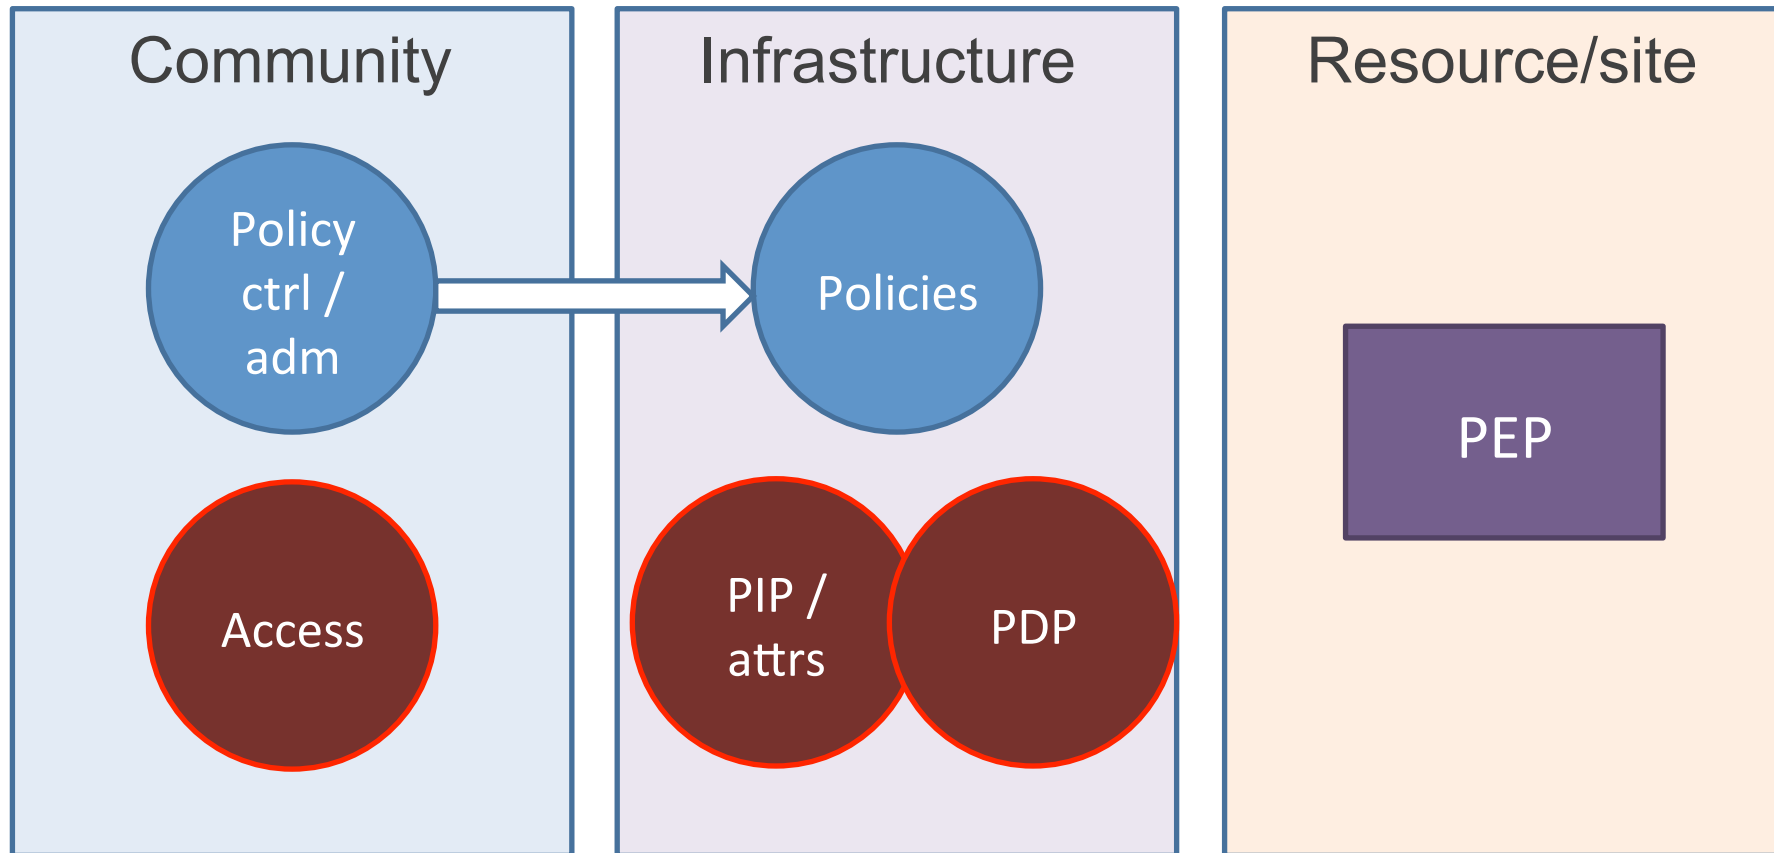 Community
Policy
ctrl /
adm
Access
Infrastructure
Policies
PIP /
attrs
PDP
Resource/site
PEP